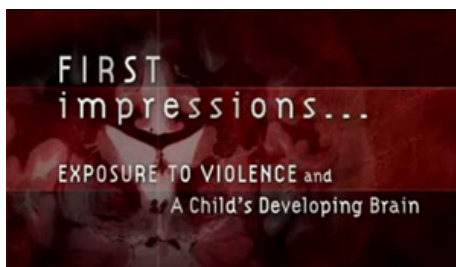 FIRST
impressions...
EXPOSURE TO VIOLENCE and
A Child's Developing Brain